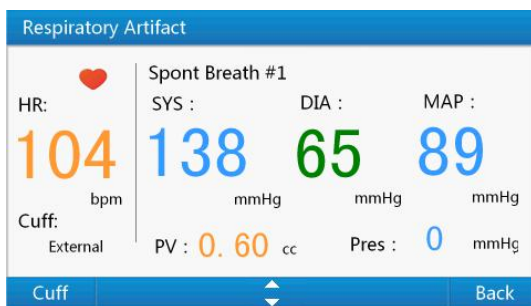 Respiratory Artifact
Spont Breath #1
HR: SYS : DIA : MAP :
104 138 65 89
bpm mmHg mmHg mmHg
Cuff:
External PV : 0. 60 cc Pres : 0 mmHg
Cuff Back